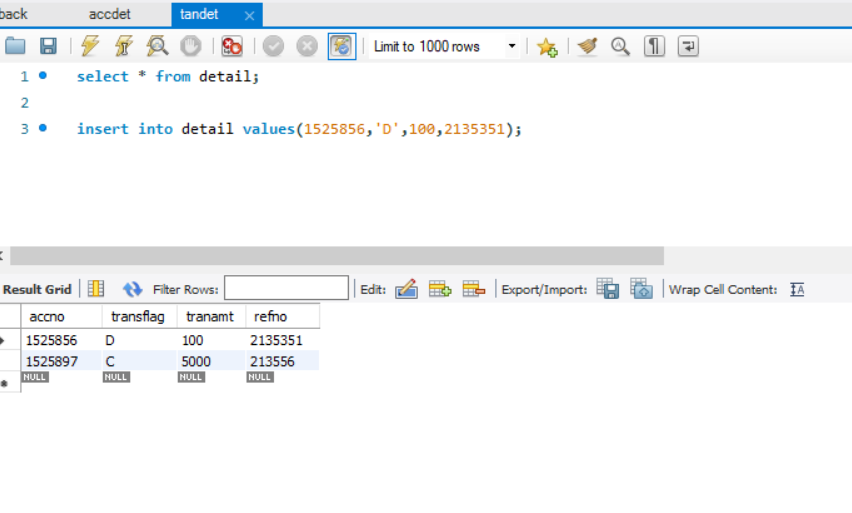 back accdet tandet
Limit to 1000 rows
1 select * from detail;
2
3 insert into detail values(1525856,'D',100,2135351);
Result Grid Filter Rows: Edit: Export/Import: Wrap Cell Content:
accno transflag tranamt refno
1525856 D 100 2135351
1525897 C 5000 213556
NULL NULL NULL NULL